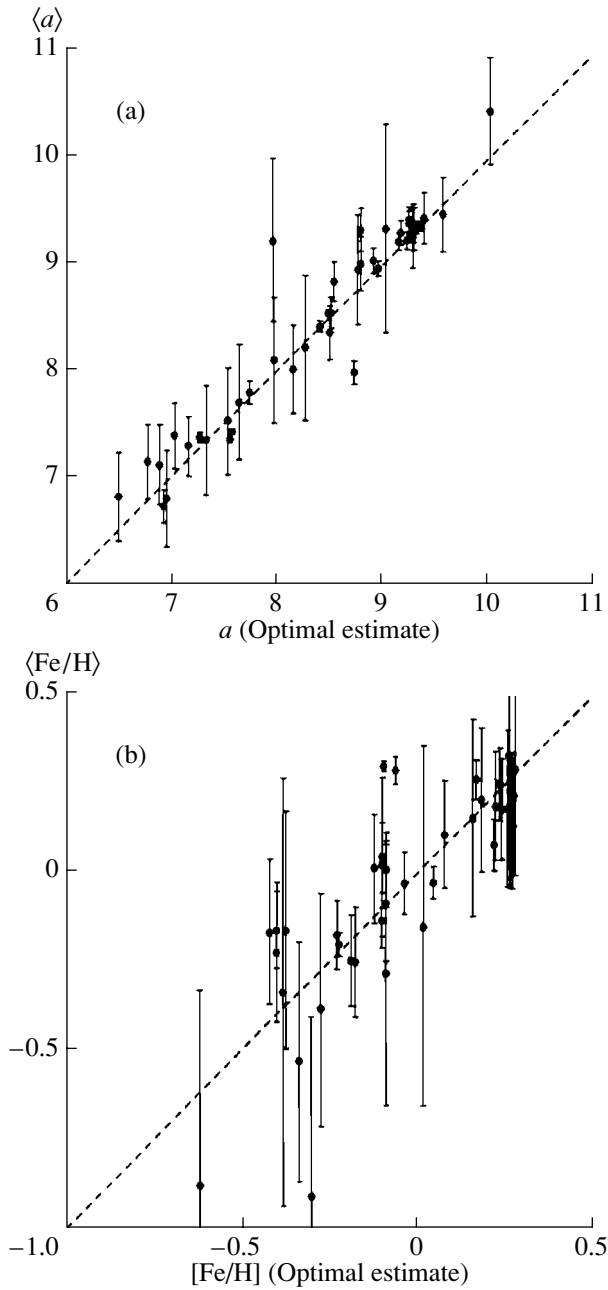 ⟨a⟩
11
(a)
10
9
8
7
6 7 8 9 10 11
a (Optimal estimate)
⟨Fe/H⟩
0.5
(b)
0
−0.5
−1.0 −0.5 0 0.5
[Fe/H] (Optimal estimate)